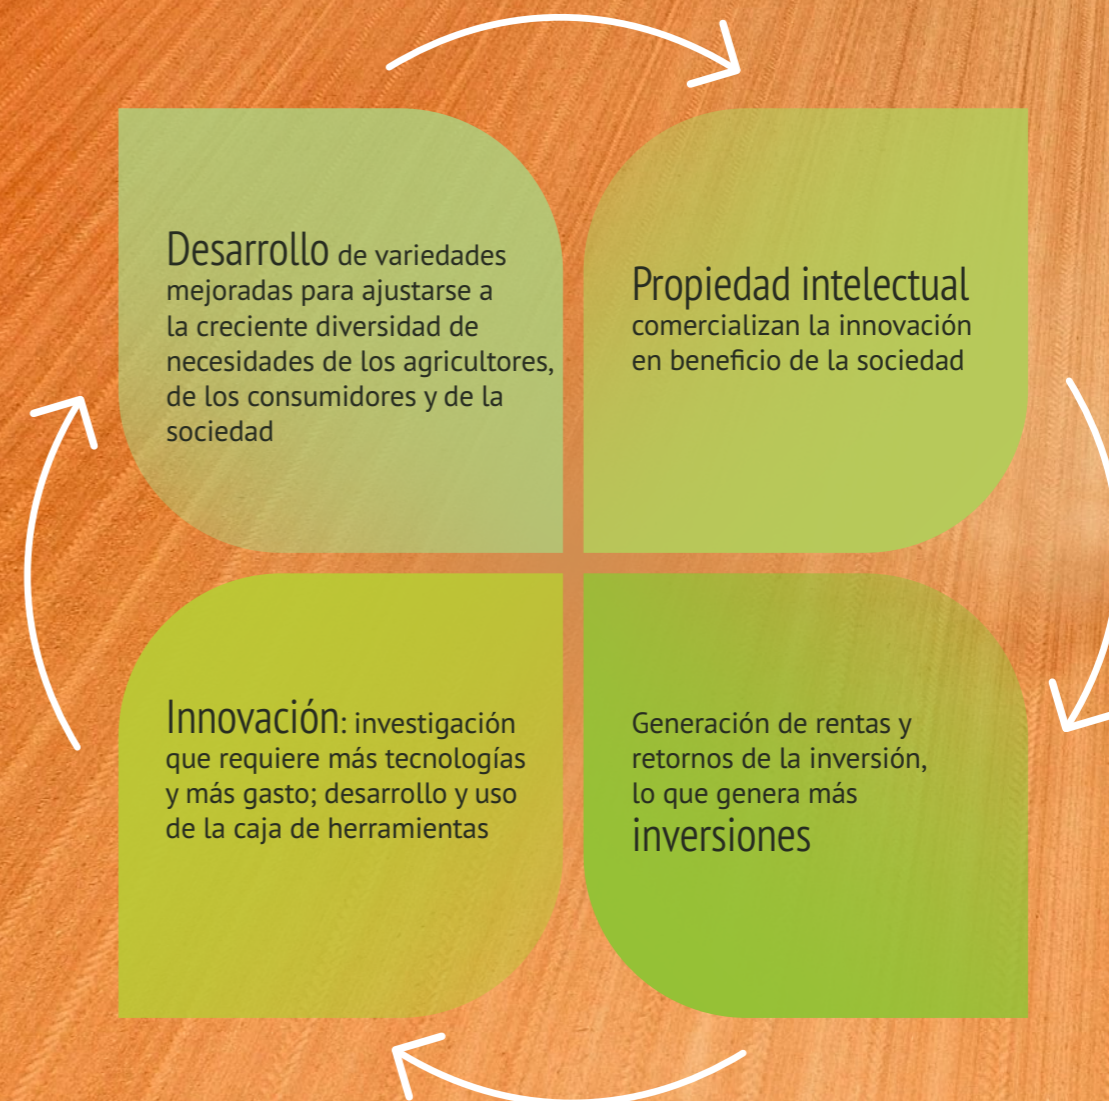 Desarrollo de variedades
mejoradas para ajustarse a
la creciente diversidad de
necesidades de los agricultores,
de los consumidores y de la
sociedad
Propiedad intelectual
comercializan la innovación
en beneficio de la sociedad
Innovación: investigación
que requiere más tecnologías
y más gasto; desarrollo y uso
de la caja de herramientas
Generación de rentas y
retornos de la inversión,
lo que genera más
inversiones